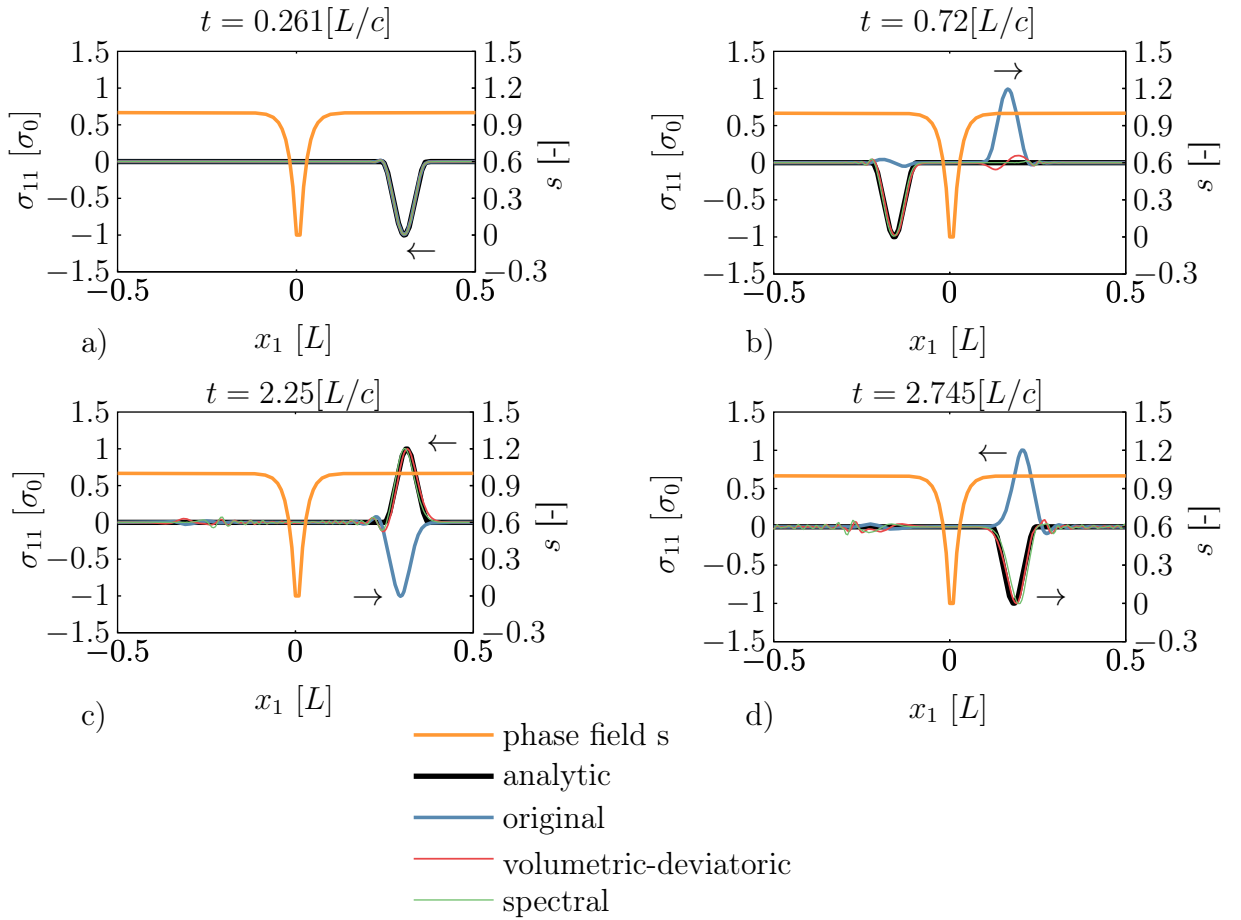 t = 0.261[L/c]
1.5
1
0.5
0
−0.5
−1
−1.5
σ₁₁ [σ₀]
1.5
1.2
0.9
0.6
0.3
0
−0.3
s [-]
←
−0.5
0
0.5
x₁ [L]
a)
t = 0.72[L/c]
1.5
1
0.5
0
−0.5
−1
−1.5
σ₁₁ [σ₀]
1.5
1.2
0.9
0.6
0.3
0
−0.3
s [-]
→
−0.5
0
0.5
x₁ [L]
b)
t = 2.25[L/c]
1.5
1
0.5
0
−0.5
−1
−1.5
σ₁₁ [σ₀]
1.5
1.2
0.9
0.6
0.3
0
−0.3
s [-]
←
→
−0.5
0
0.5
x₁ [L]
c)
t = 2.745[L/c]
1.5
1
0.5
0
−0.5
−1
−1.5
σ₁₁ [σ₀]
1.5
1.2
0.9
0.6
0.3
0
−0.3
s [-]
←
→
−0.5
0
0.5
x₁ [L]
d)
phase field s
analytic
original
volumetric-deviatoric
spectral